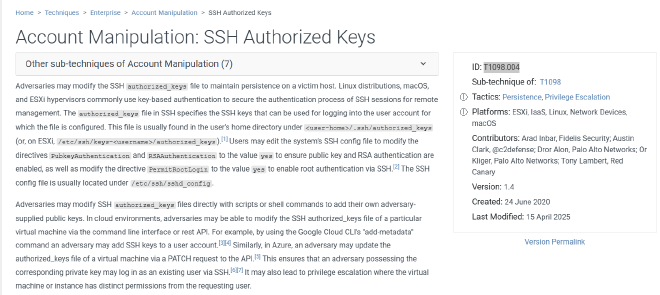 Home > Techniques > Enterprise > Account Manipulation > SSH Authorized Keys
Account Manipulation: SSH Authorized Keys
Other sub-techniques of Account Manipulation (7)
Adversaries may modify the SSH authorized_keys file to maintain persistence on a victim host. Linux distributions, macOS,
and ESXi hypervisors commonly use key-based authentication to secure the authentication process of SSH sessions for remote
management. The authorized_keys file in SSH specifies the SSH keys that can be used for logging into the user account for
which the file is configured. This file is usually found in the user's home directory under <user-home>/.ssh/authorized_keys
(or, on ESXi, /etc/ssh/keys-<username>/authorized_keys).[1] Users may edit the system's SSH config file to modify the
directives PubkeyAuthentication and RSAAuthentication to the value yes to ensure public key and RSA authentication are
enabled, as well as modify the directive PermitRootLogin to the value yes to enable root authentication via SSH.[2] The SSH
config file is usually located under /etc/ssh/sshd_config.
Adversaries may modify SSH authorized_keys files directly with scripts or shell commands to add their own adversary-
supplied public keys. In cloud environments, adversaries may be able to modify the SSH authorized_keys file of a particular
virtual machine via the command line interface or rest API. For example, by using the Google Cloud CLI's "add-metadata"
command an adversary may add SSH keys to a user account.[3][4] Similarly, in Azure, an adversary may update the
authorized_keys file of a virtual machine via a PATCH request to the API.[5] This ensures that an adversary possessing the
corresponding private key may log in as an existing user via SSH.[6][7] It may also lead to privilege escalation where the virtual
machine or instance has distinct permissions from the requesting user.
ID: T1098.004
Sub-technique of: T1098
Tactics: Persistence, Privilege Escalation
Platforms: ESXi, IaaS, Linux, Network Devices,
macOS
Contributors: Arad Inbar, Fidelis Security; Austin
Clark, @c2defense; Dror Alon, Palo Alto Networks; Or
Kliger, Palo Alto Networks; Tony Lambert, Red
Canary
Version: 1.4
Created: 24 June 2020
Last Modified: 15 April 2025
Version Permalink